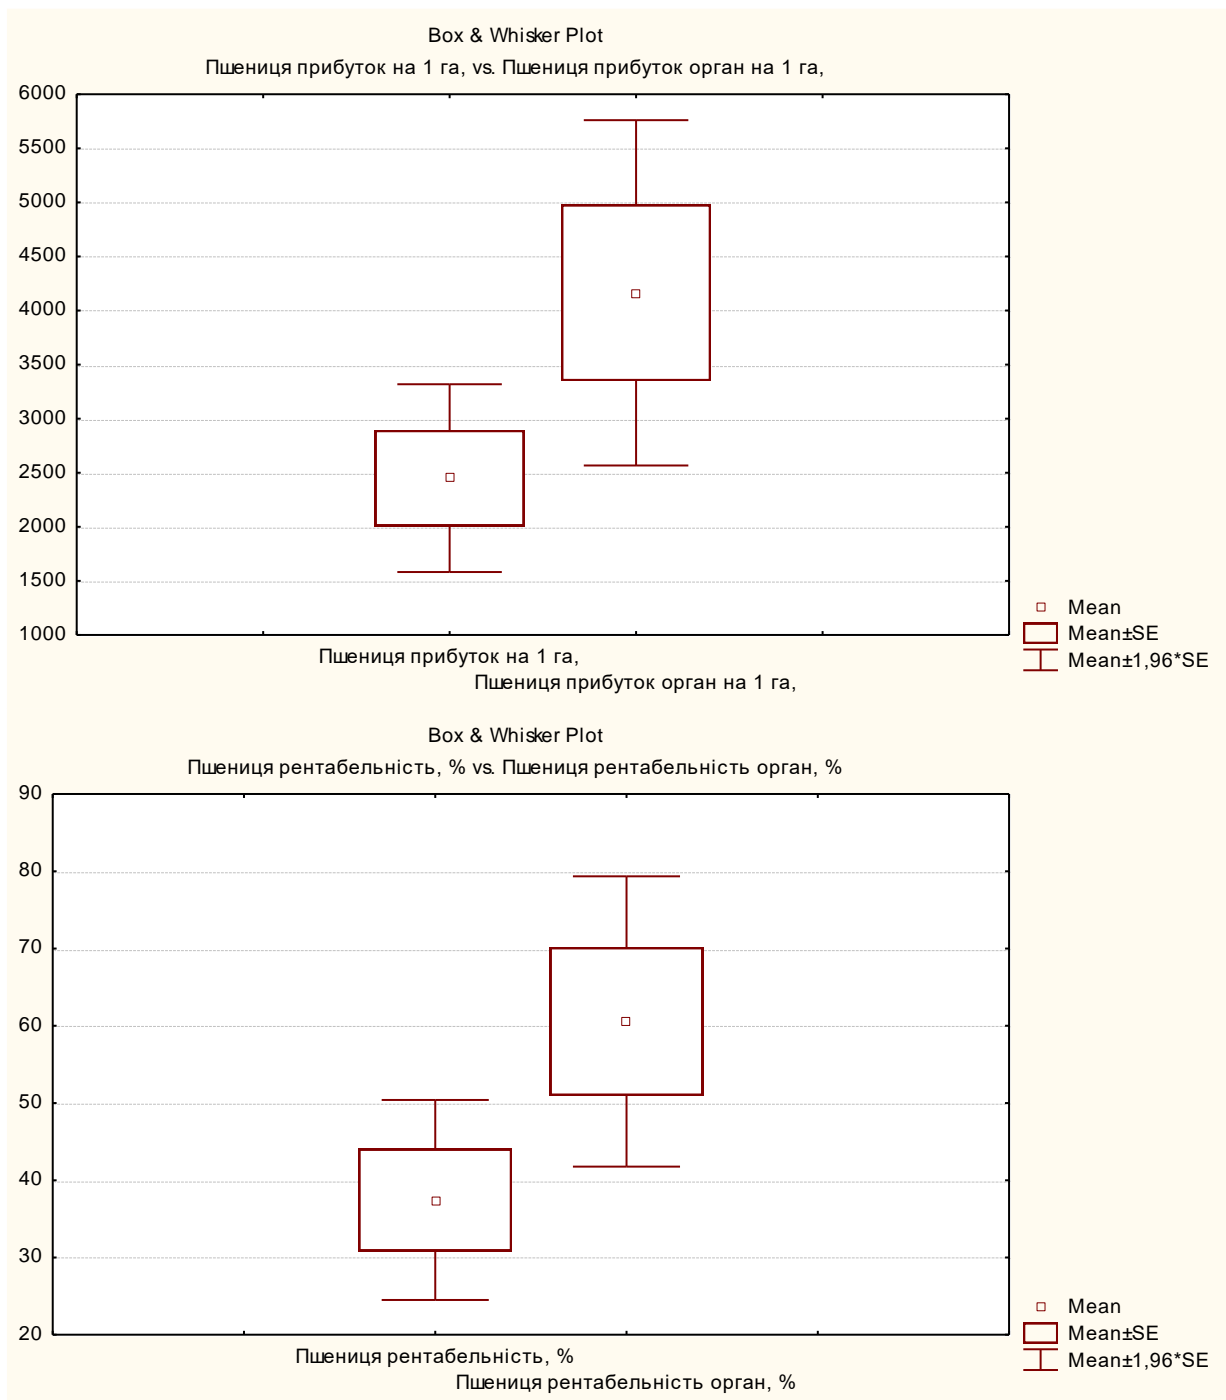 Box & Whisker Plot
Пшениця прибуток на 1 га, vs. Пшениця прибуток орган на 1 га,
6000
5500
5000
4500
4000
3500
3000
2500
2000
1500
1000
Пшениця прибуток на 1 га,
Пшениця прибуток орган на 1 га,
Mean
Mean±SE
Mean±1,96*SE
Box & Whisker Plot
Пшениця рентабельність, % vs. Пшениця рентабельність орган, %
90
80
70
60
50
40
30
20
Пшениця рентабельність, %
Пшениця рентабельність орган, %
Mean
Mean±SE
Mean±1,96*SE